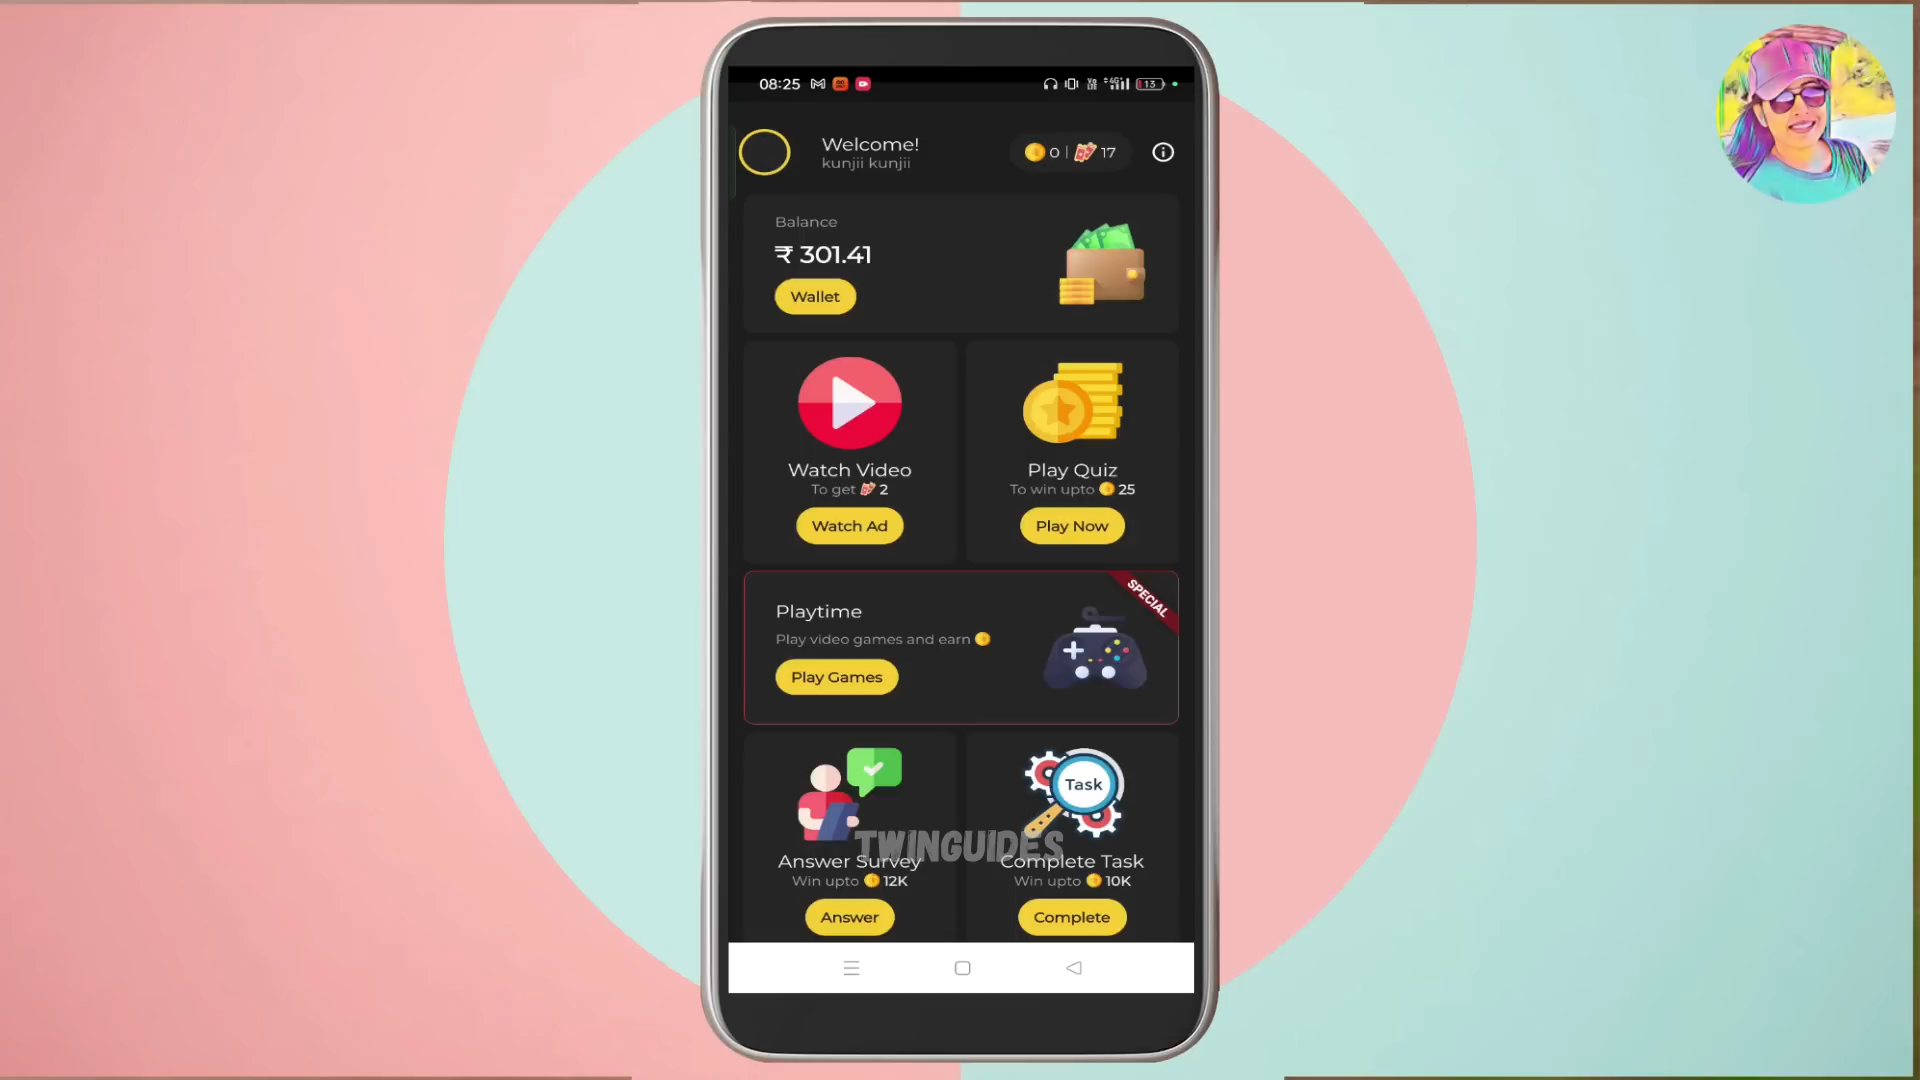 08:25
13
Welcome!
kunjii kunjii
0 | 17
Balance
₹ 301.41
Wallet
Watch Video
To get 2
Watch Ad
Play Quiz
To win upto 25
Play Now
SPECIAL
Playtime
Play video games and earn
Play Games
Task
TWINGUIDES
Answer Survey
Win upto 12K
Answer
Complete Task
Win upto 10K
Complete